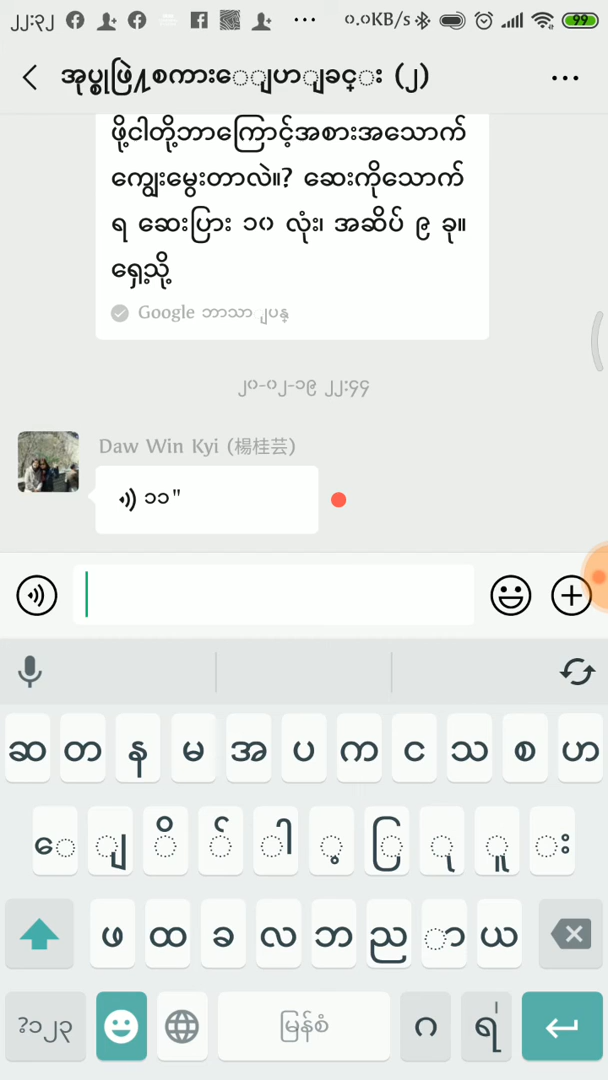 ၂၂:၃၂ ... ၀.၀KB/s 99
အုပ္စုဖြဲ႔စကားေျပာျခင္း (၂) ...
ဖို့ငါတို့ဘာကြောင့်အစားအသောက်
ကျွေးမွေးတာလဲ။? ဆေးကိုသောက်
ရ ဆေးပြား ၁၀ လုံး၊ အဆိပ် ၉ ခု။
ရှေ့သို့
Google ဘာသာ ျပန္
၂၀-၀၂-၁၉ ၂၂:၄၄
Daw Win Kyi (楊桂芸)
၁၁"
ဆ တ န မ အ ပ က င သ စ ဟ
ေ ျ ိ ် ါ ့ ြ ု ူ း
ဖ ထ ခ လ ဘ ည ာ ယ
?၁၂၃ မြန်စံ ဂ ရ